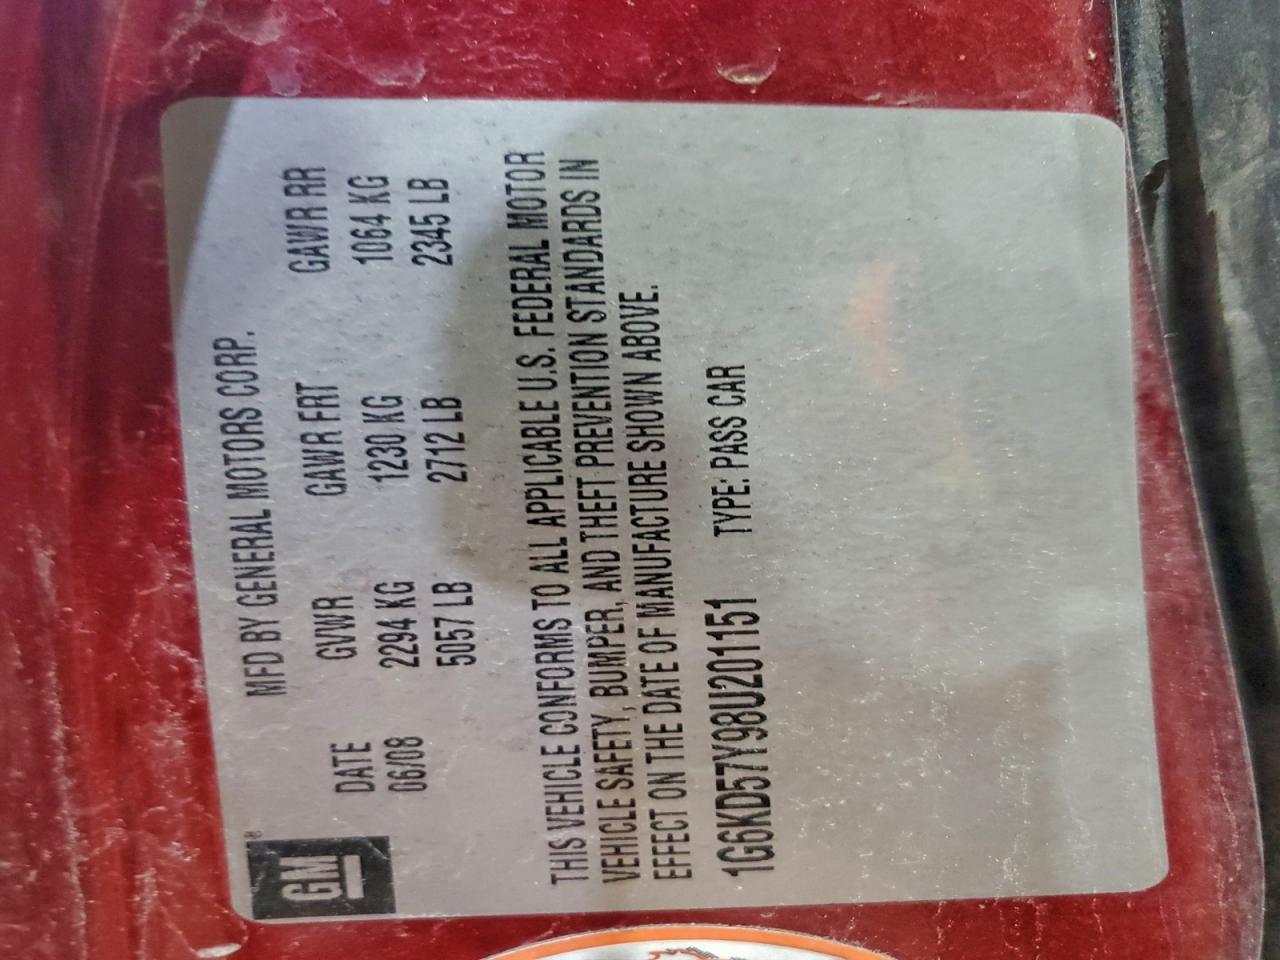 GM®
MFD BY GENERAL MOTORS CORP.
DATE GVWR GAWR FRT GAWR RR
06/08 2294 KG 1230 KG 1064 KG
5057 LB 2712 LB 2345 LB
THIS VEHICLE CONFORMS TO ALL APPLICABLE U.S. FEDERAL MOTOR
VEHICLE SAFETY, BUMPER, AND THEFT PREVENTION STANDARDS IN
EFFECT ON THE DATE OF MANUFACTURE SHOWN ABOVE.
1G6KD57Y98U201151 TYPE: PASS CAR